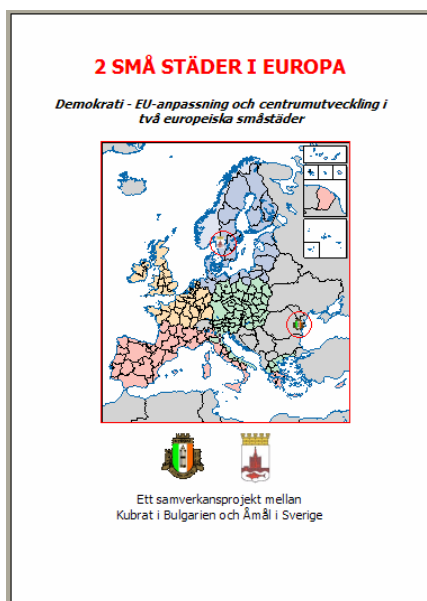 2 SMÅ STÄDER I EUROPA
Demokrati - EU-anpassning och centrumutveckling i
två europeiska småstäder
Ett samverkansprojekt mellan
Kubrat i Bulgarien och Åmål i Sverige